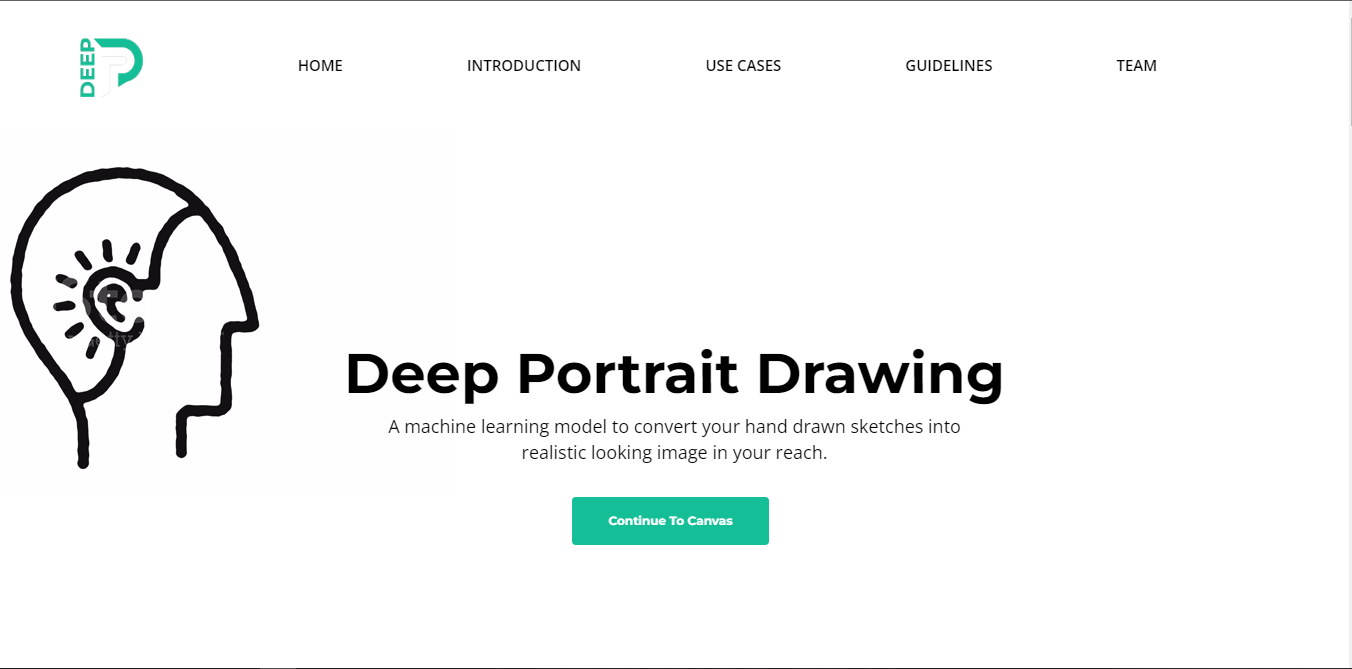 DEEP
HOME
INTRODUCTION
USE CASES
GUIDELINES
TEAM
Deep Portrait Drawing
A machine learning model to convert your hand drawn sketches into
realistic looking image in your reach.
Continue To Canvas